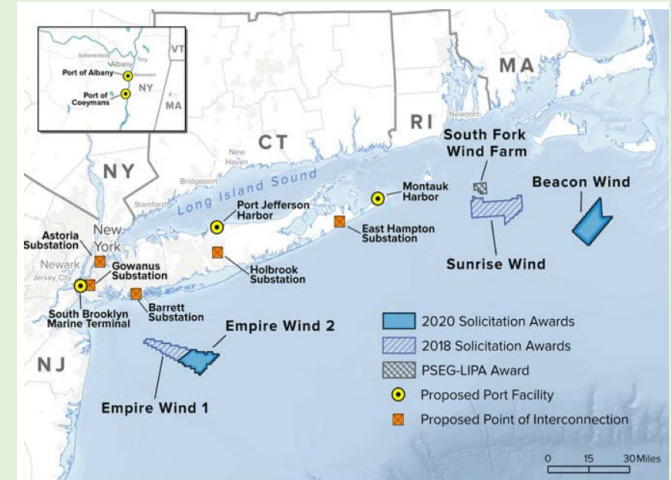 Schenectady
Troy
Albany
VT
Port of Albany
Rensselaer
Port of
Coeymans
NY
MA
MA
RI
Newport
CT
NY
New
Haven
Bridgeport
Stamford
Long Island Sound
South Fork
Wind Farm
Beacon Wind
Montauk
Harbor
Port Jefferson
Harbor
East Hampton
Substation
Sunrise Wind
Astoria
Substation
New
York
Newark
Jersey City
Gowanus
Substation
Holbrook
Substation
South Brooklyn
Marine Terminal
Barrett
Substation
NJ
Empire Wind 2
Empire Wind 1
2020 Solicitation Awards
2018 Solicitation Awards
PSEG-LIPA Award
Proposed Port Facility
Proposed Point of Interconnection
0 15 30 Miles